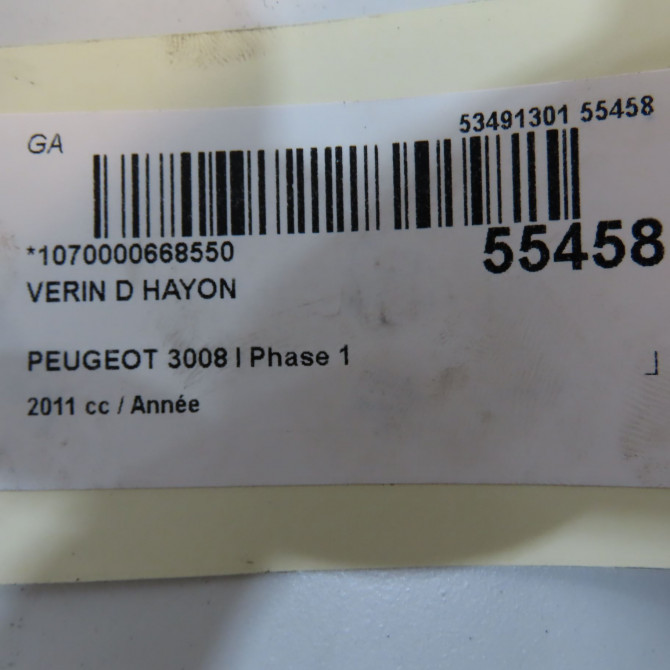 GA
53491301 55458
*1070000668550
55458
VERIN D HAYON
PEUGEOT 3008 I Phase 1
2011 cc / Année